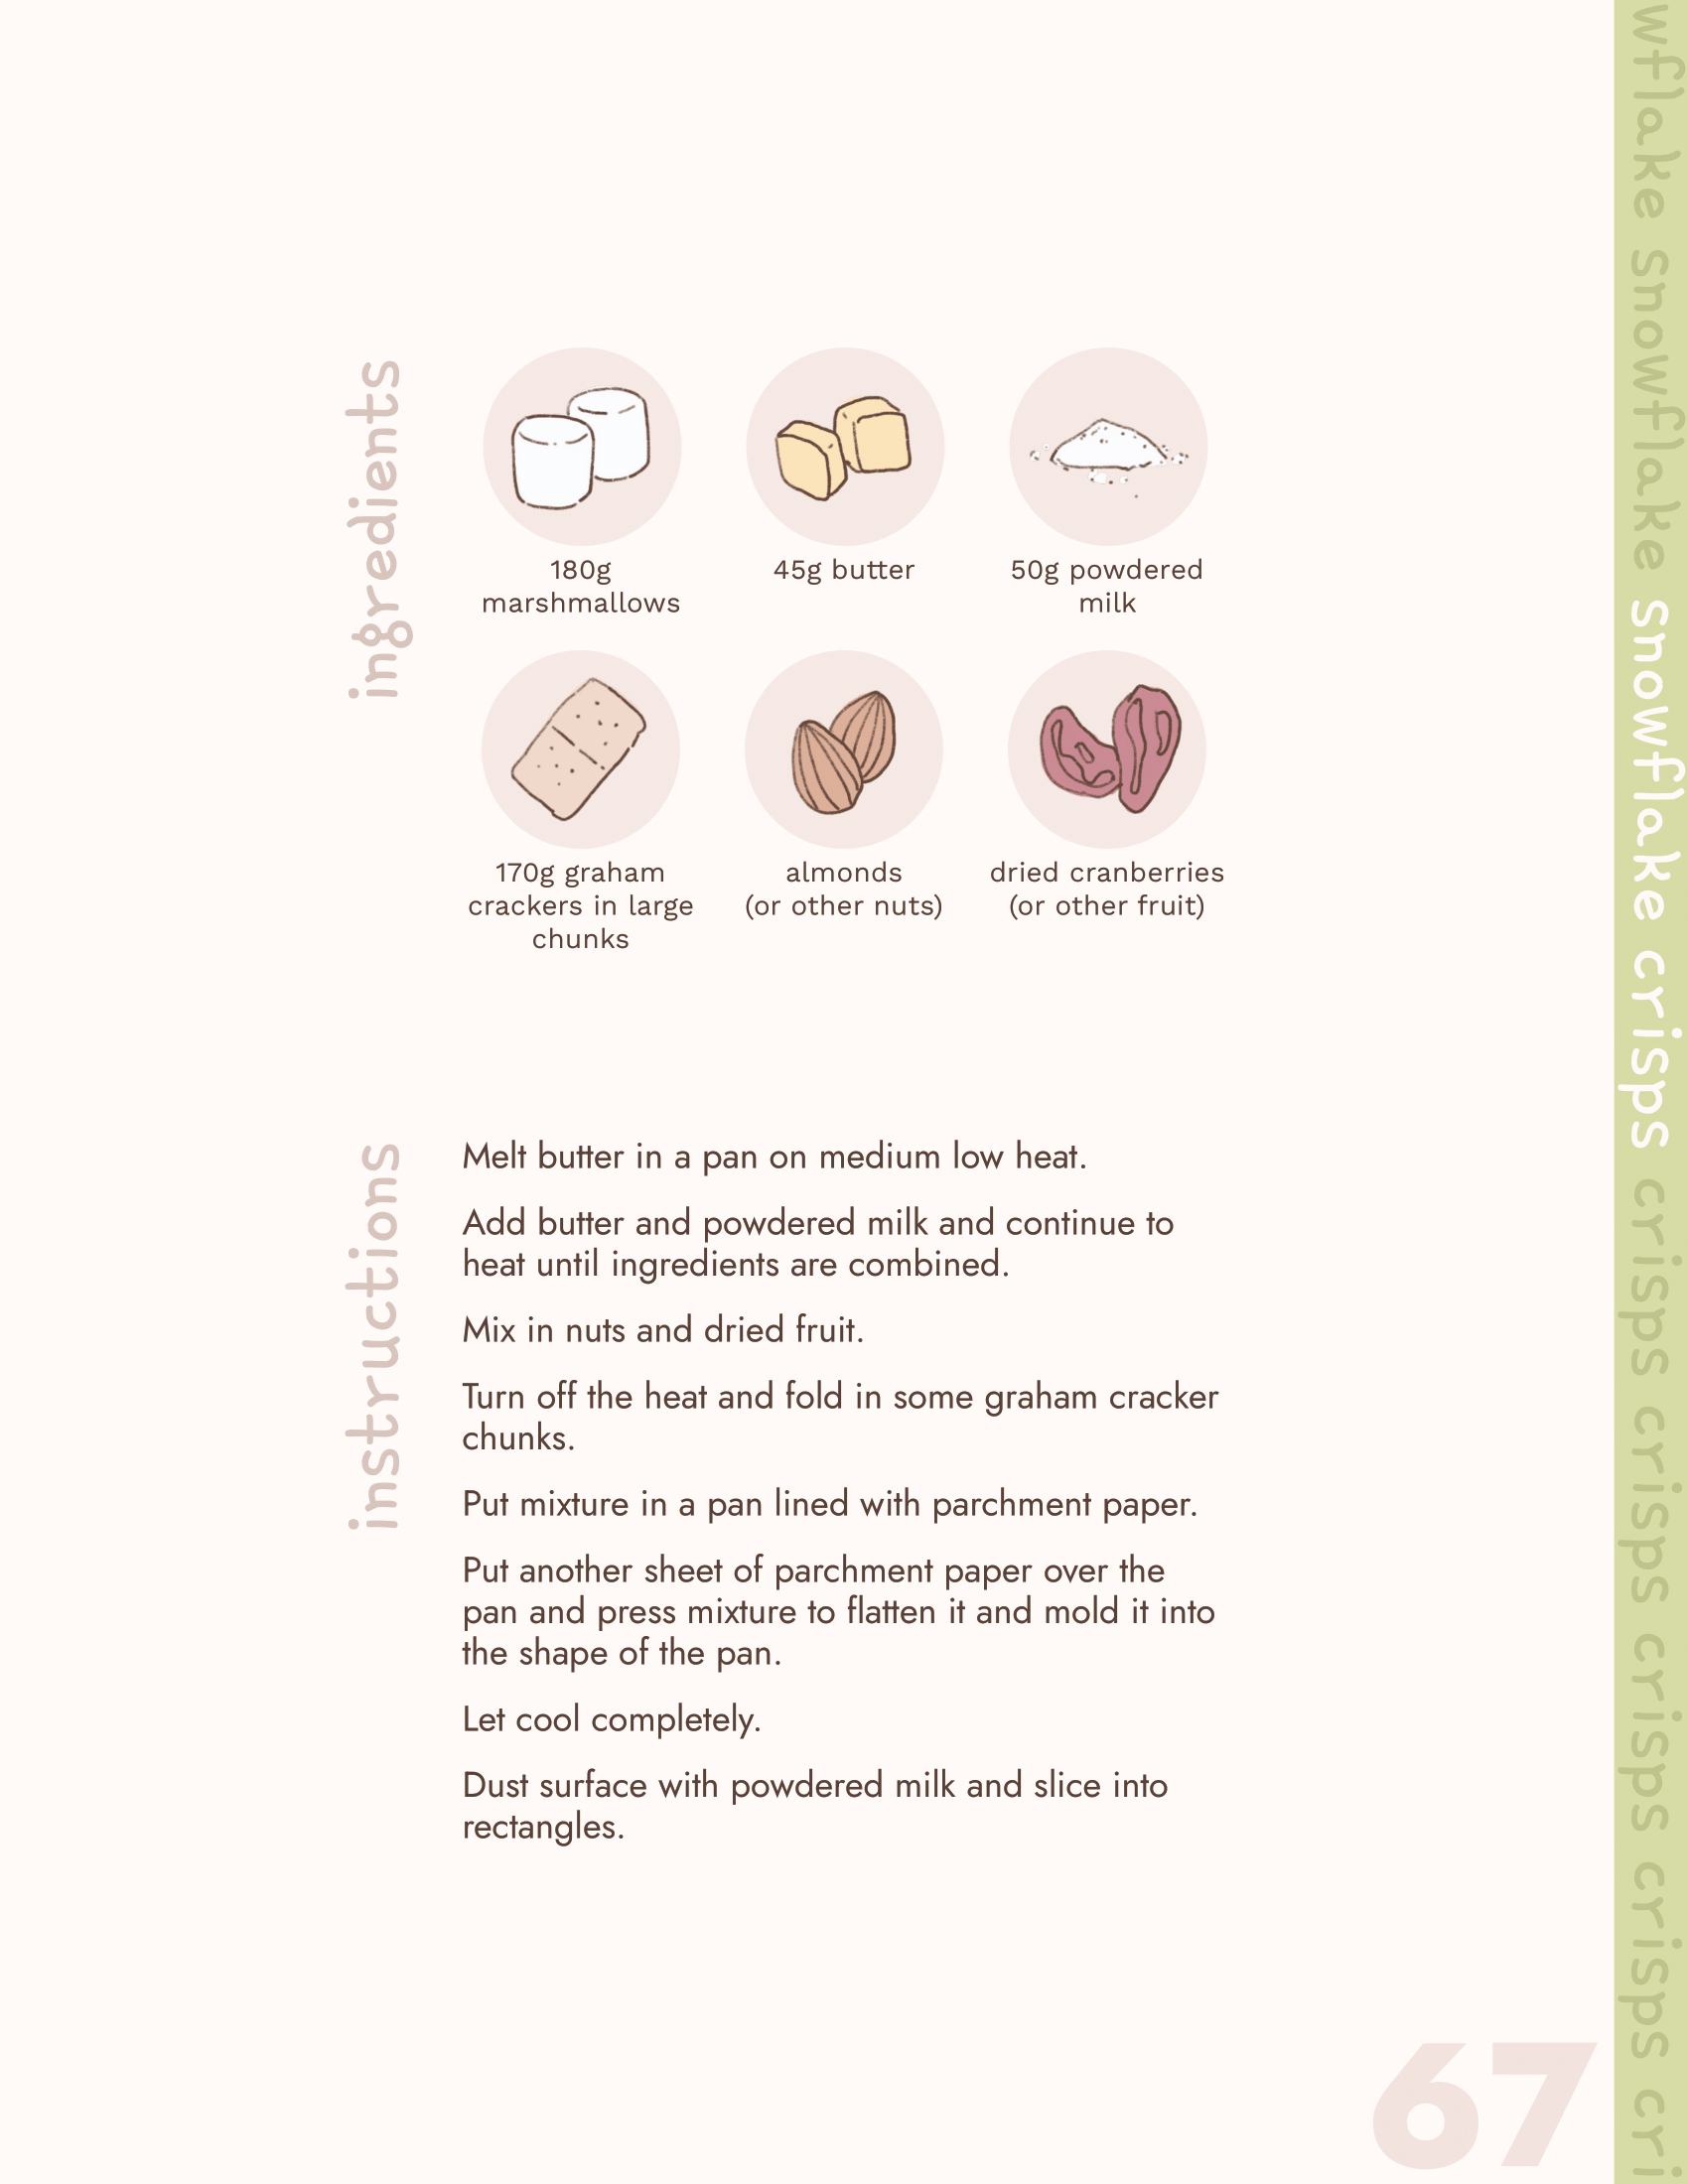 ingredients
180g
marshmallows
45g butter
50g powdered
milk
170g graham
crackers in large
chunks
almonds
(or other nuts)
dried cranberries
(or other fruit)
instructions
Melt butter in a pan on medium low heat.
Add butter and powdered milk and continue to
heat until ingredients are combined.
Mix in nuts and dried fruit.
Turn off the heat and fold in some graham cracker
chunks.
Put mixture in a pan lined with parchment paper.
Put another sheet of parchment paper over the
pan and press mixture to flatten it and mold it into
the shape of the pan.
Let cool completely.
Dust surface with powdered milk and slice into
rectangles.
67
wflake snowflake snowflake crisps crisps crisps crisps crisps cri